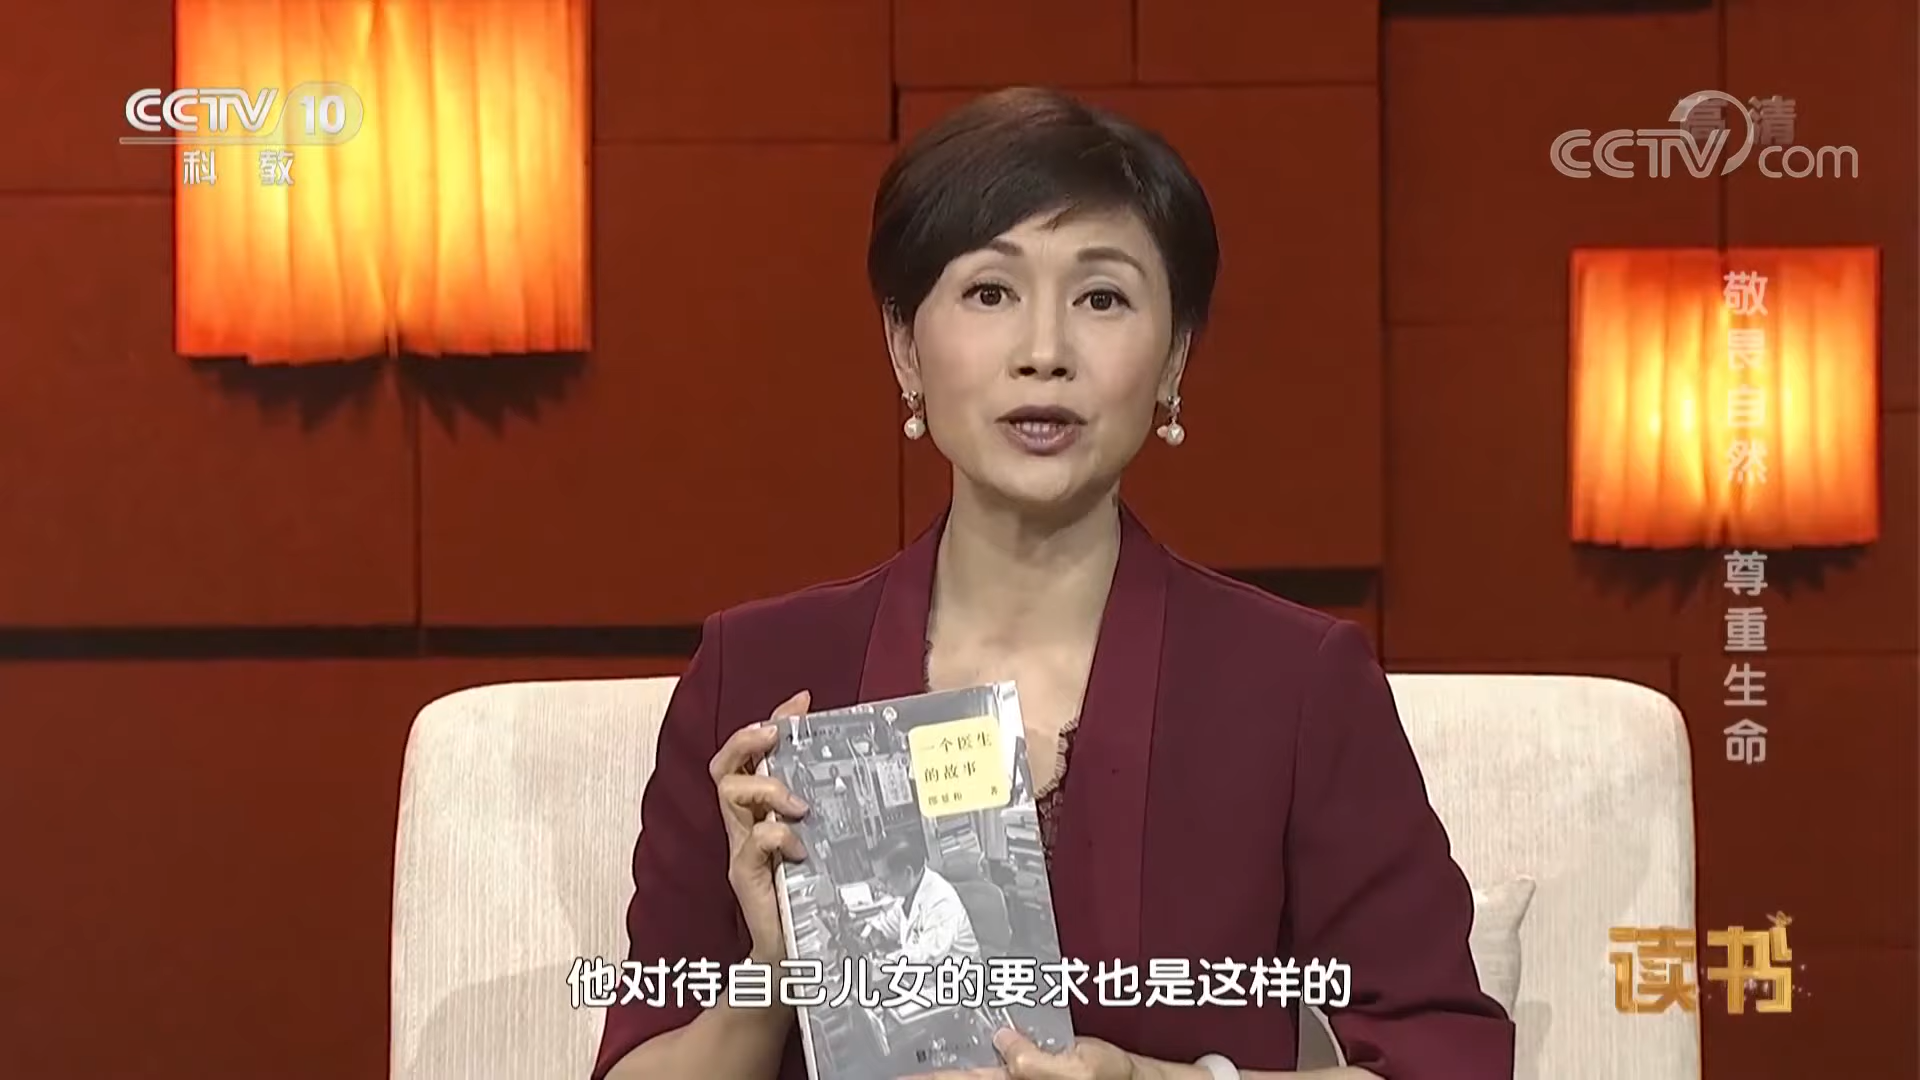 CCTV 10
科 教
高清
CCTV com
敬畏自然 尊重生命
一个医生
的故事
著
他对待自己儿女的要求也是这样的
读书